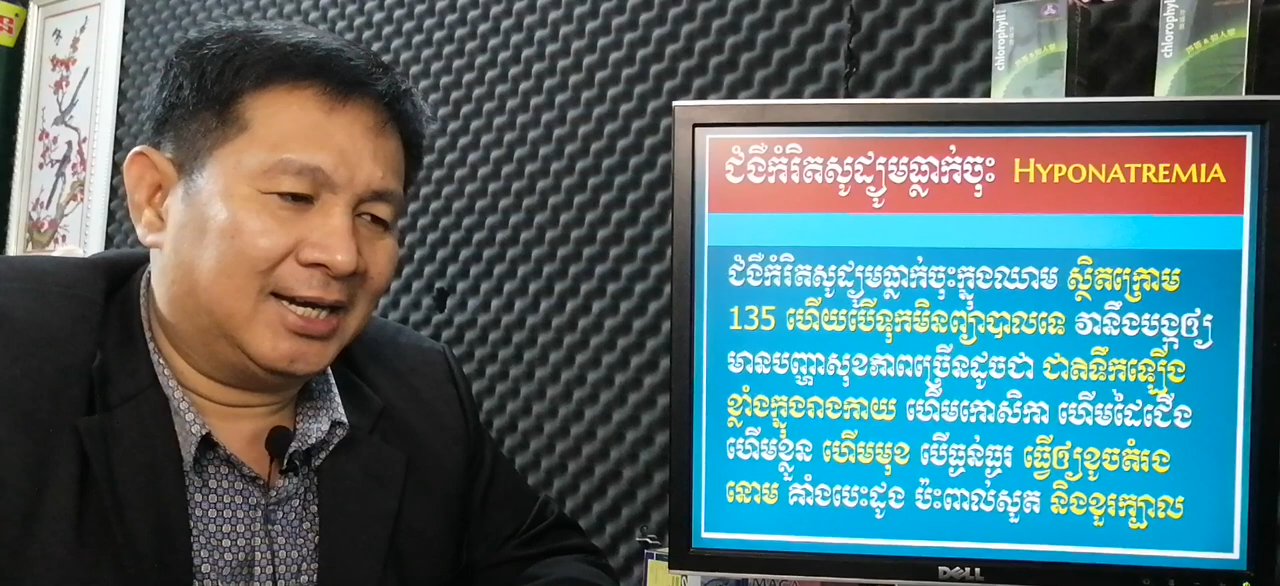 chlorophyll
chlorophyll
ជំងឺកំរិតសូដ្យូមធ្លាក់ចុះ HYPONATREMIA
ជំងឺកំរិតសូដ្យូមធ្លាក់ចុះក្នុងឈាម ស្ថិតក្រោម
135 ហើយបើទុកមិនព្យាបាលទេ វានឹងបង្កឲ្យ
មានបញ្ហាសុខភាពច្រើនដូចជា ជាតិទឹកឡើង
ខ្លាំងក្នុងរាងកាយ ហើមកោសិកា ហើមដៃជើង
ហើមខ្លួន ហើមមុខ បើធ្ងន់ធ្ងរ ធ្វើឲ្យខូចតំរង
នោម គាំងបេះដូង ប៉ះពាល់សួត និងខួរក្បាល
DELL
MACA